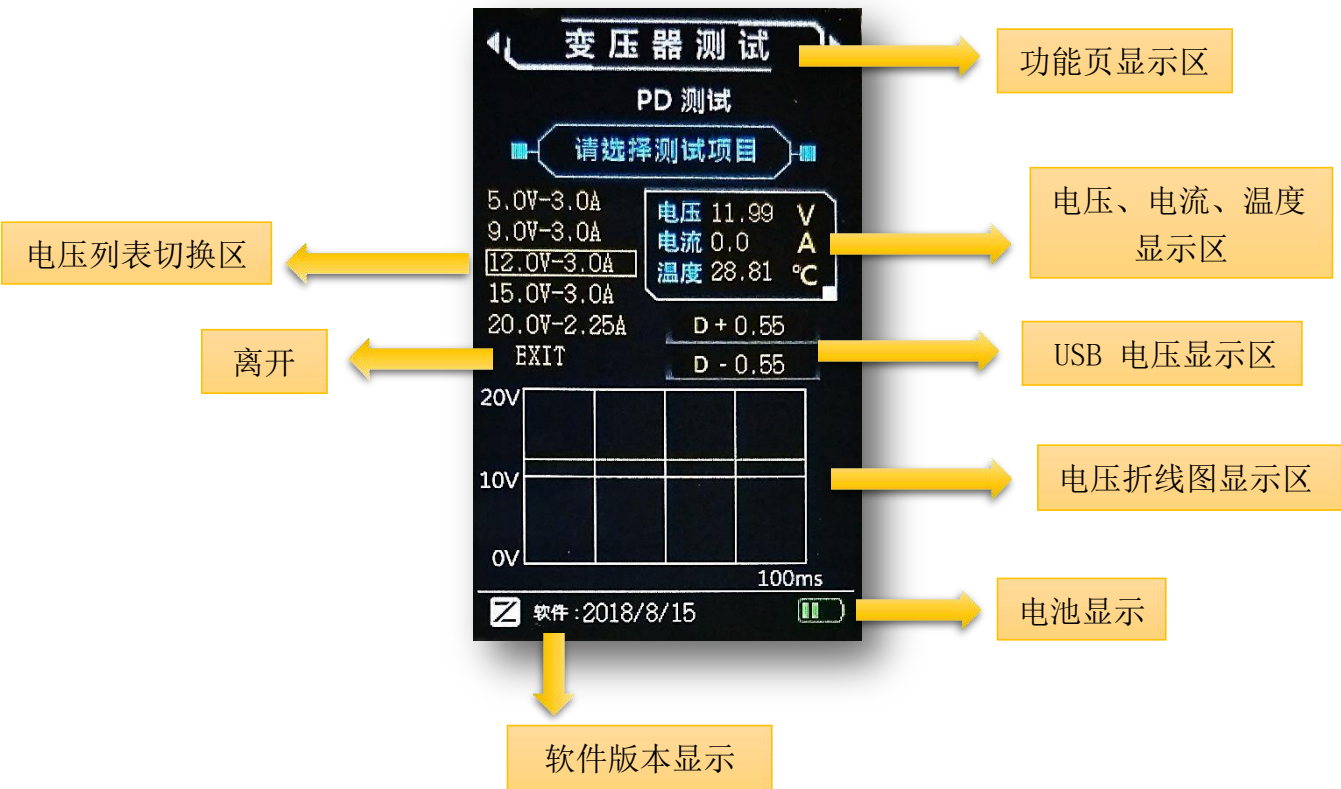 变压器测试
功能页显示区
PD 测试
请选择测试项目
5.0V-3.0A
9.0V-3.0A
12.0V-3.0A
15.0V-3.0A
20.0V-2.25A
EXIT
电压 11.99 V
电流 0.0 A
温度 28.81 ℃
D + 0.55
D - 0.55
电压列表切换区
离开
电压、电流、温度
显示区
USB 电压显示区
20V
10V
0V
100ms
电压折线图显示区
Z 软件:2018/8/15
电池显示
软件版本显示